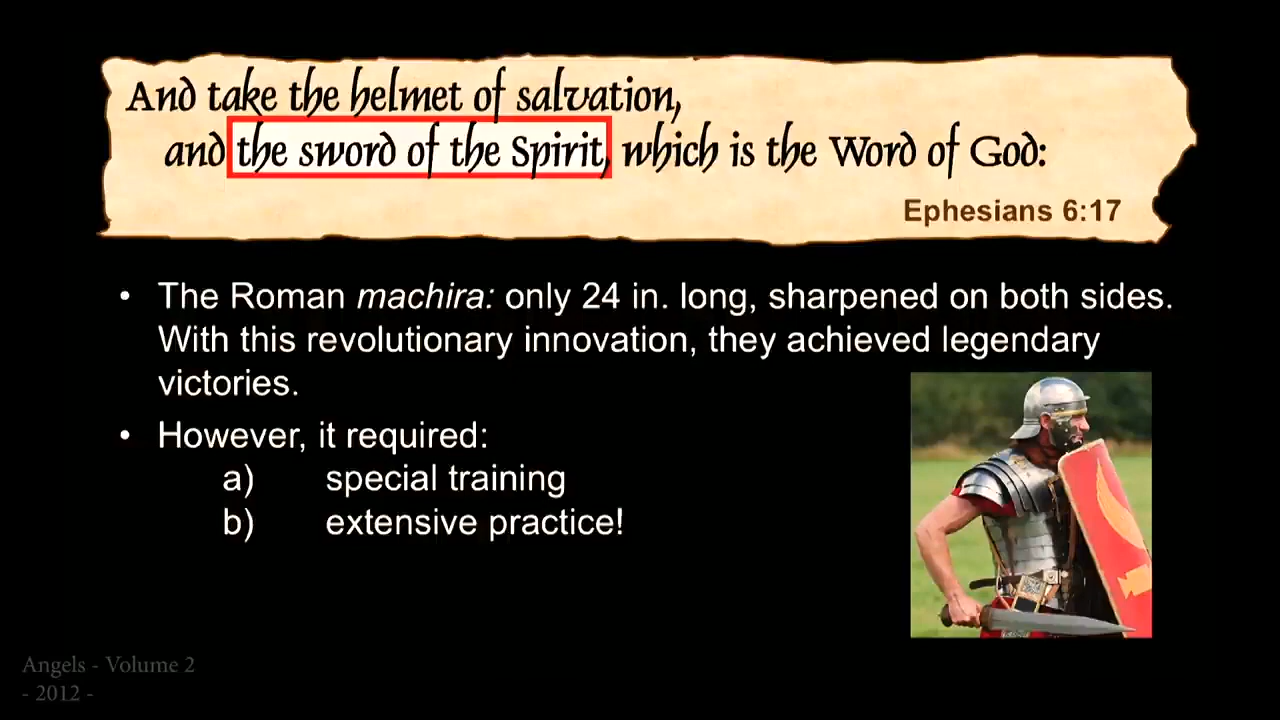 And take the helmet of salvation,
and the sword of the Spirit, which is the Word of God:
Ephesians 6:17
• The Roman machira: only 24 in. long, sharpened on both sides.
With this revolutionary innovation, they achieved legendary
victories.
• However, it required:
a) special training
b) extensive practice!
Angels - Volume 2
- 2012 -